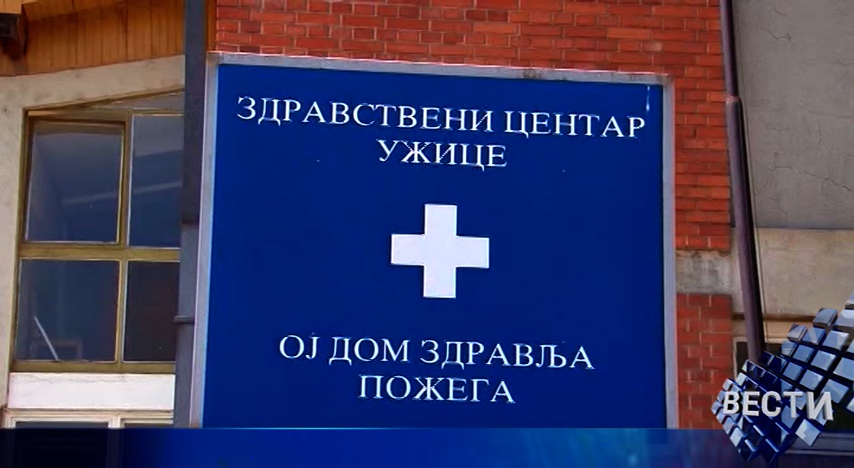 ЗДРАВСТВЕНИ ЦЕНТАР
УЖИЦЕ
ОЈ ДОМ ЗДРАВЉА
ПОЖЕГА
ВЕСТИ